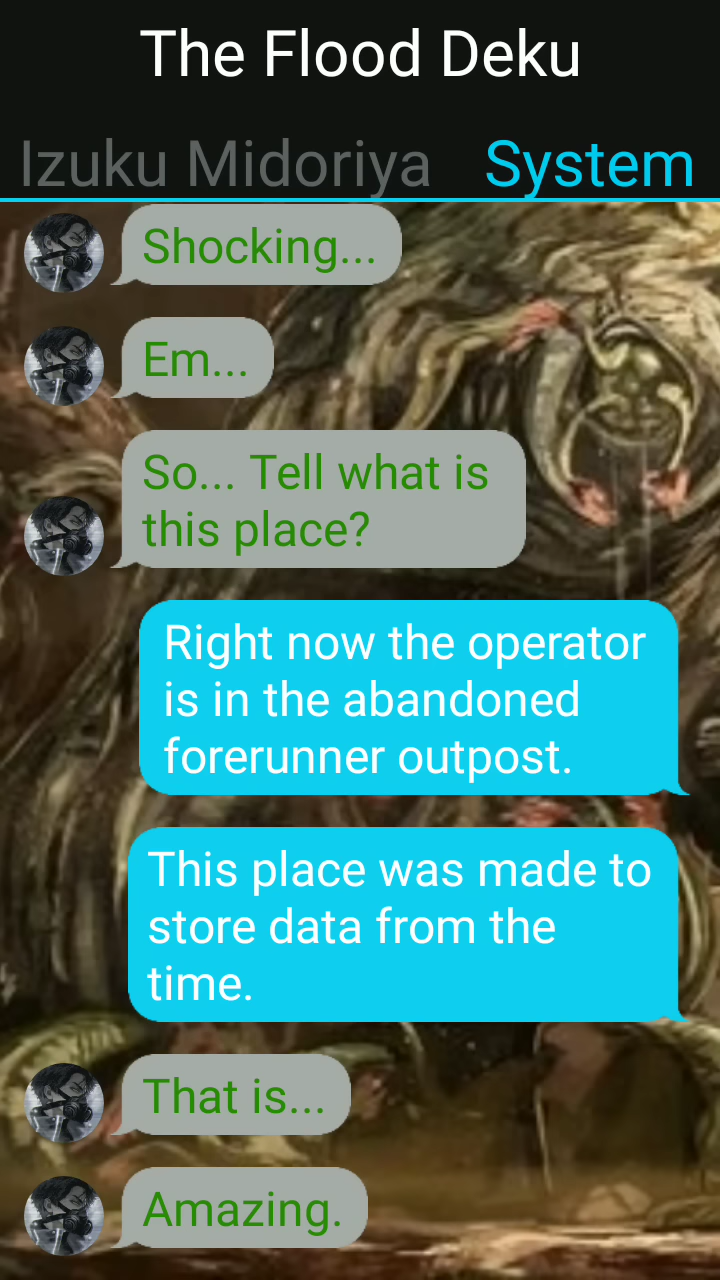 The Flood Deku
Izuku Midoriya System
Shocking...
Em...
So... Tell what is
this place?
Right now the operator
is in the abandoned
forerunner outpost.
This place was made to
store data from the
time.
That is...
Amazing.